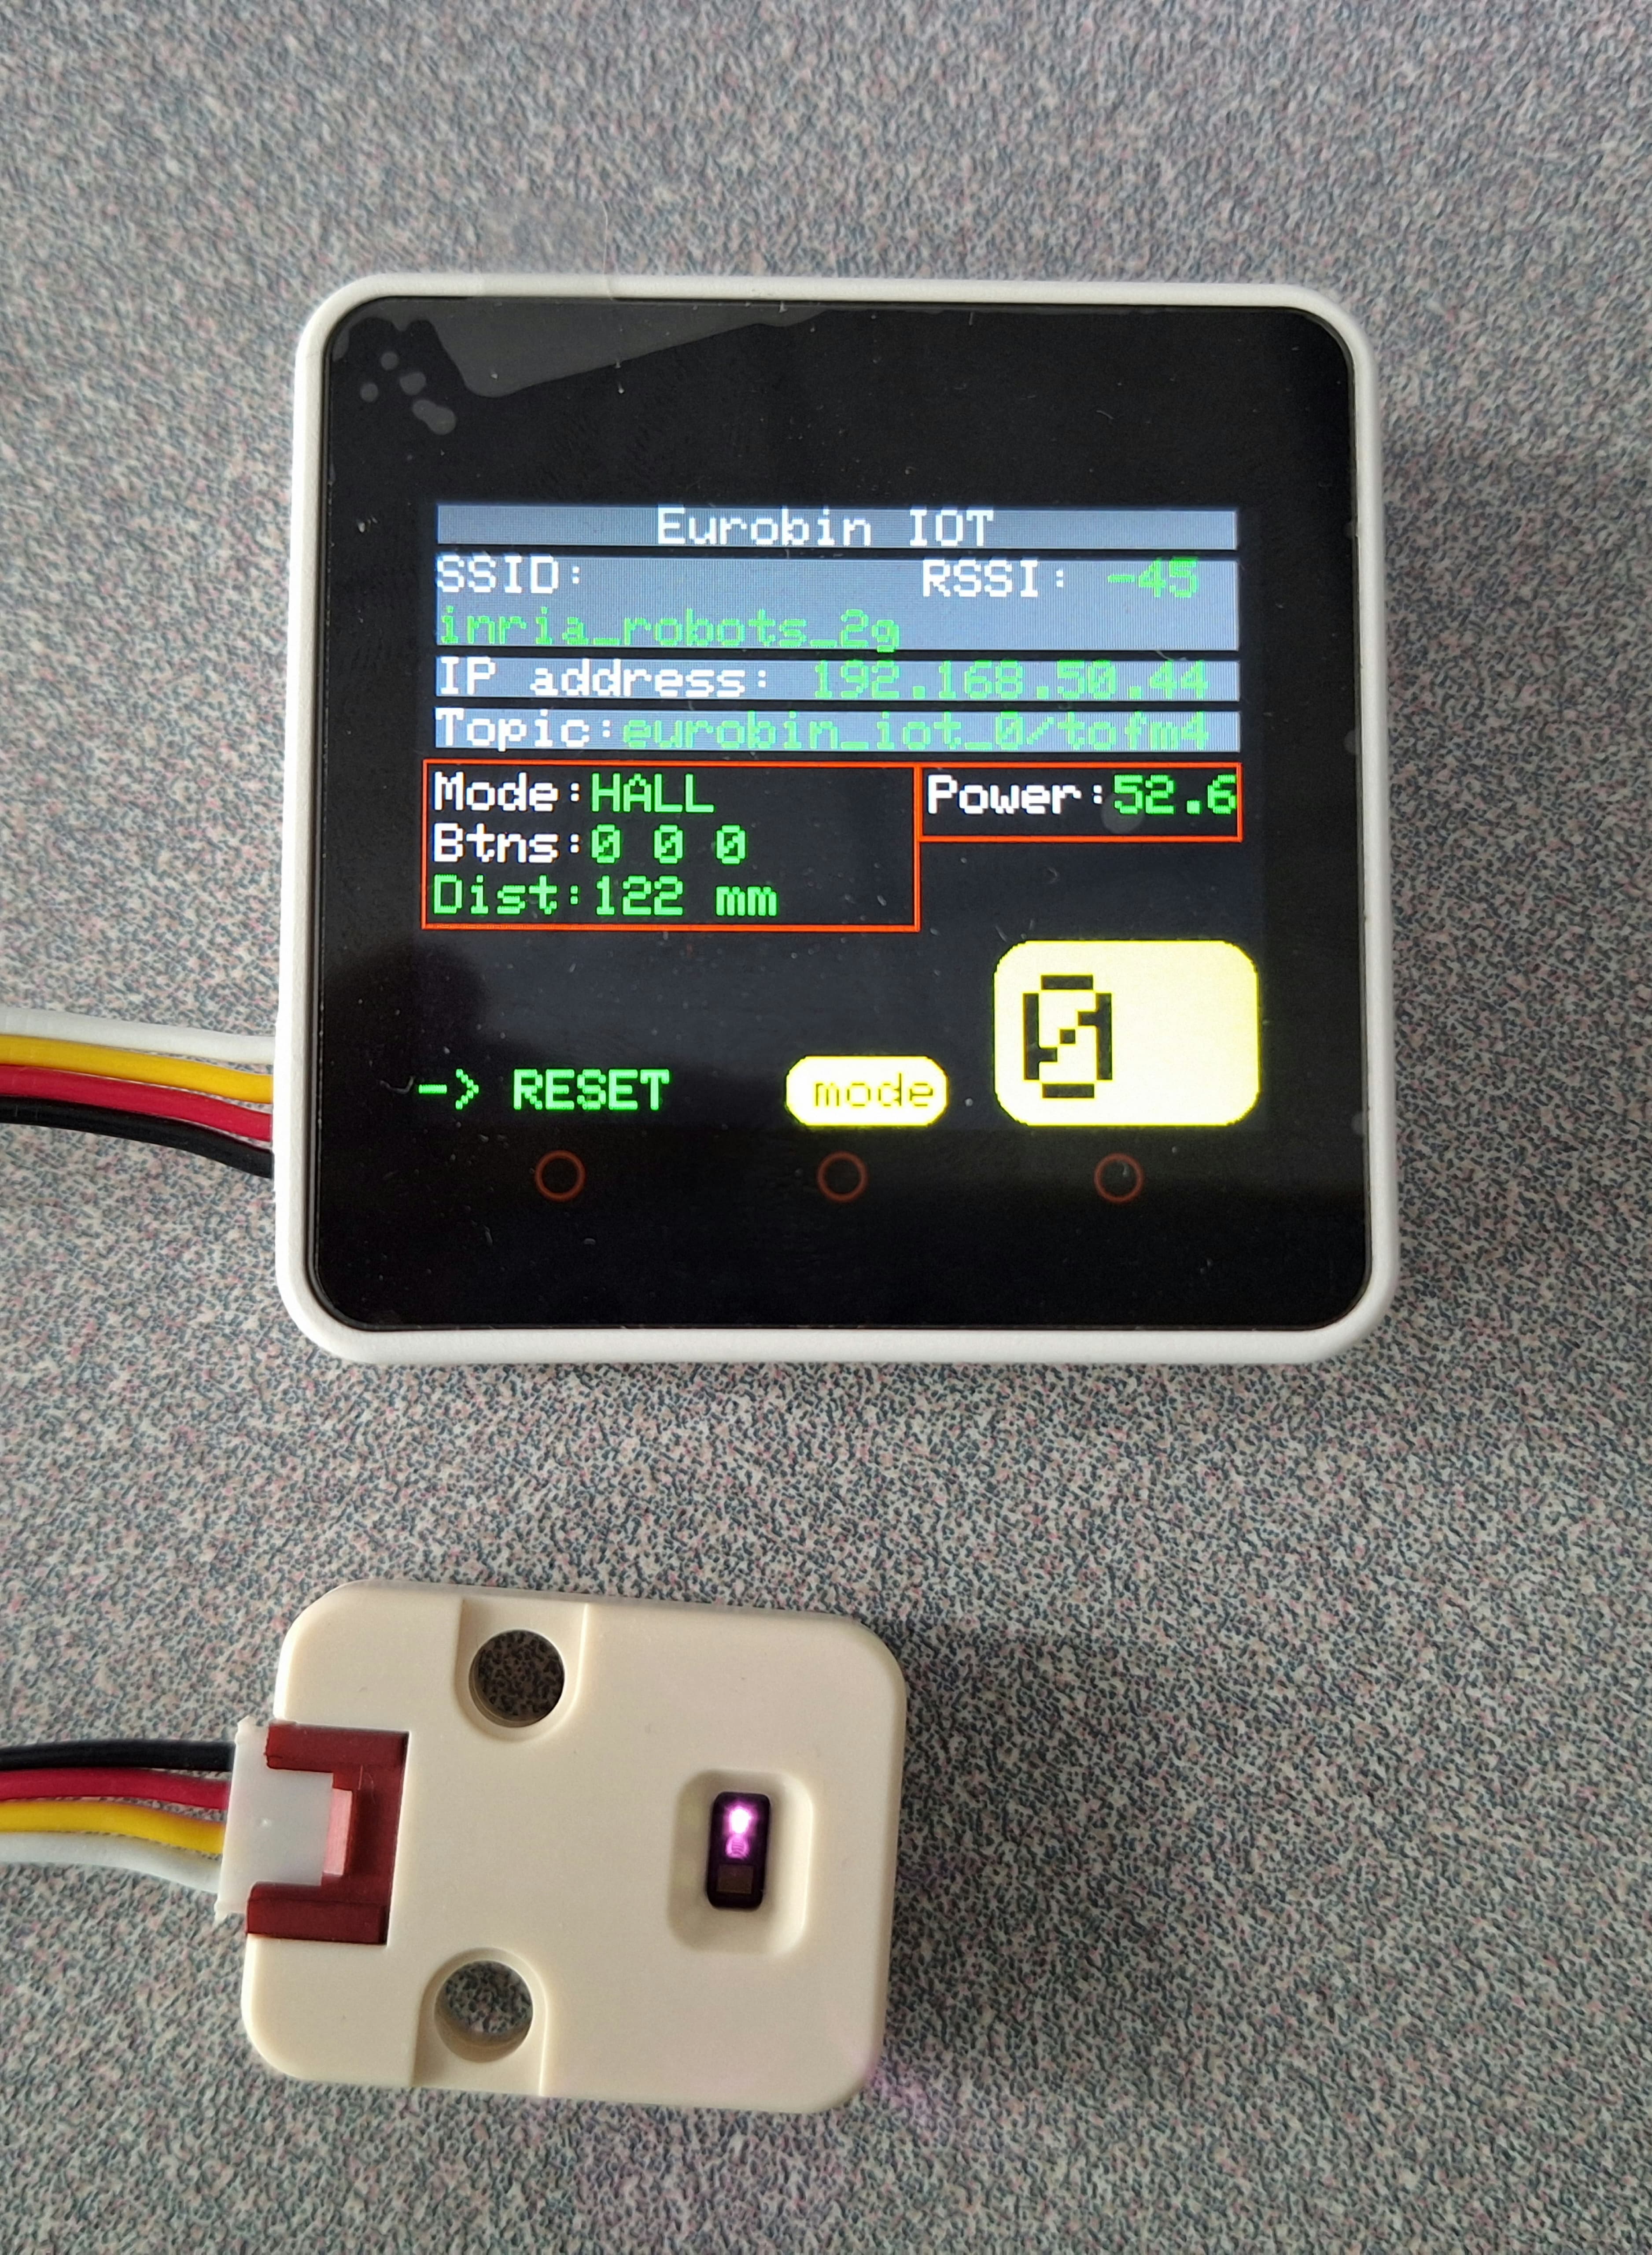 Eurobin IOT
SSID: RSSI: -45
inria_robots_2g
IP address: 192.168.50.44
Topic:eurobin_iot_0/tofm4
Mode:HALL Power:52.6
Btns:0 0 0
Dist:122 mm
0
-> RESET mode